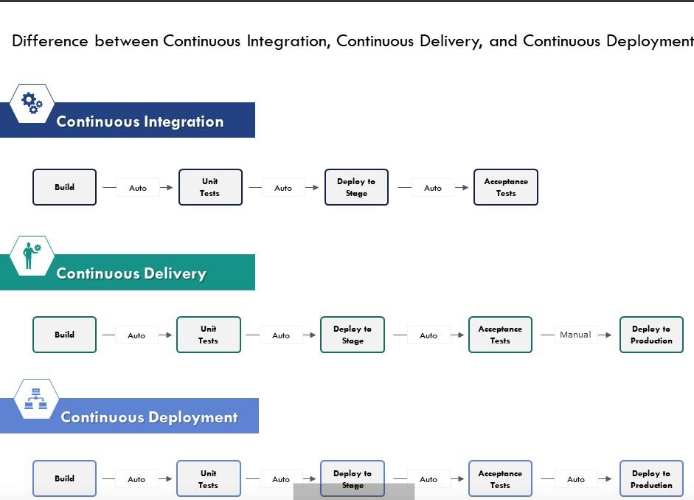 Difference between Continuous Integration, Continuous Delivery, and Continuous Deployment
Continuous Integration
Build
Auto
Unit
Tests
Auto
Deploy to
Stage
Auto
Acceptance
Tests
Continuous Delivery
Build
Auto
Unit
Tests
Auto
Deploy to
Stage
Auto
Acceptance
Tests
Manual
Deploy to
Production
Continuous Deployment
Build
Auto
Unit
Tests
Auto
Deploy to
Stage
Auto
Acceptance
Tests
Auto
Deploy to
Production